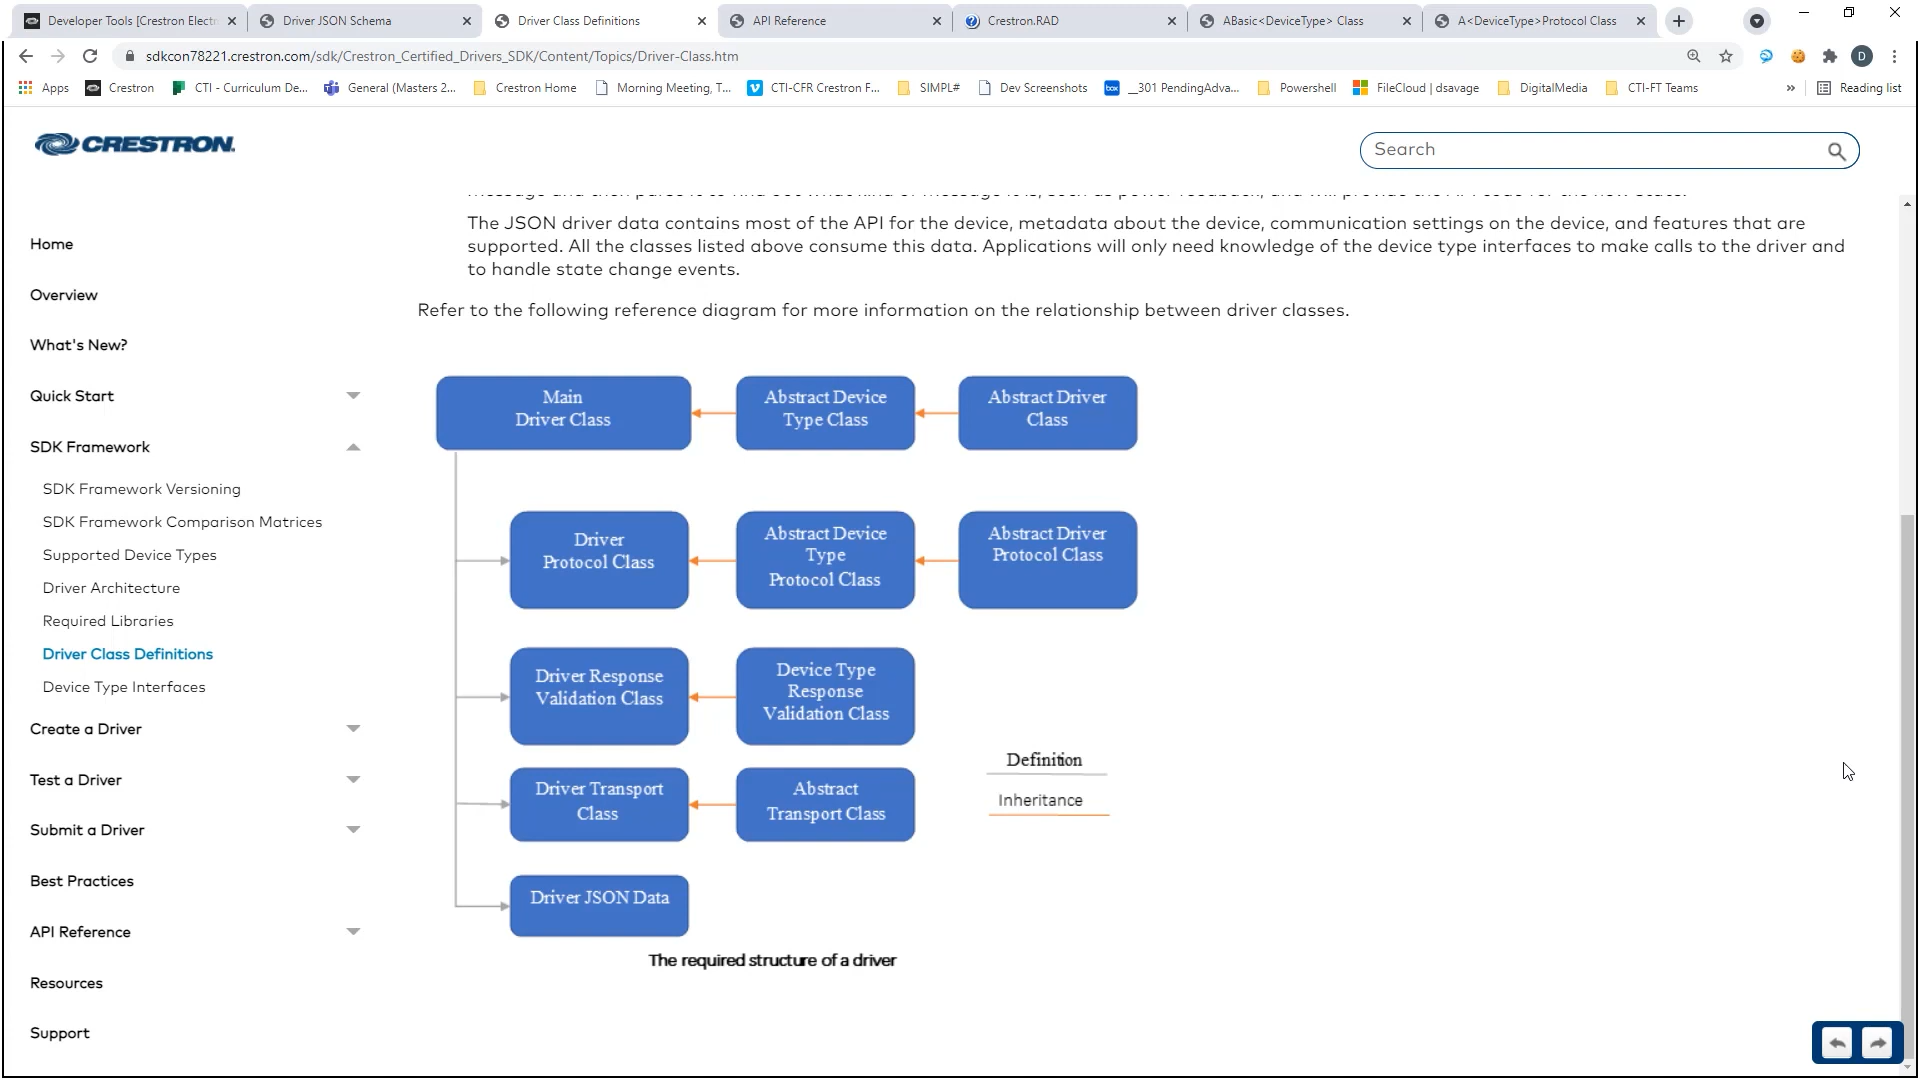 Developer Tools [Crestron Electr
Driver JSON Schema
Driver Class Definitions
API Reference
Crestron.RAD
ABasic<DeviceType> Class
A<DeviceType>Protocol Class
sdkcon78221.crestron.com/sdk/Crestron_Certified_Drivers_SDK/Content/Topics/Driver-Class.htm
D
Apps
Crestron
CTI - Curriculum De...
General (Masters 2...
Crestron Home
Morning Meeting, T...
CTI-CFR Crestron F...
SIMPL#
Dev Screenshots
box
__301 PendingAdva...
Powershell
FileCloud | dsavage
DigitalMedia
CTI-FT Teams
»
Reading list
CRESTRON.
Search
The JSON driver data contains most of the API for the device, metadata about the device, communication settings on the device, and features that are
supported. All the classes listed above consume this data. Applications will only need knowledge of the device type interfaces to make calls to the driver and
to handle state change events.
Refer to the following reference diagram for more information on the relationship between driver classes.
Home
Overview
What's New?
Quick Start
SDK Framework
SDK Framework Versioning
SDK Framework Comparison Matrices
Supported Device Types
Driver Architecture
Required Libraries
Driver Class Definitions
Device Type Interfaces
Create a Driver
Test a Driver
Submit a Driver
Best Practices
API Reference
Resources
Support
Main
Driver Class
Abstract Device
Type Class
Abstract Driver
Class
Driver
Protocol Class
Abstract Device
Type
Protocol Class
Abstract Driver
Protocol Class
Driver Response
Validation Class
Device Type
Response
Validation Class
Driver Transport
Class
Abstract
Transport Class
Driver JSON Data
Definition
Inheritance
The required structure of a driver